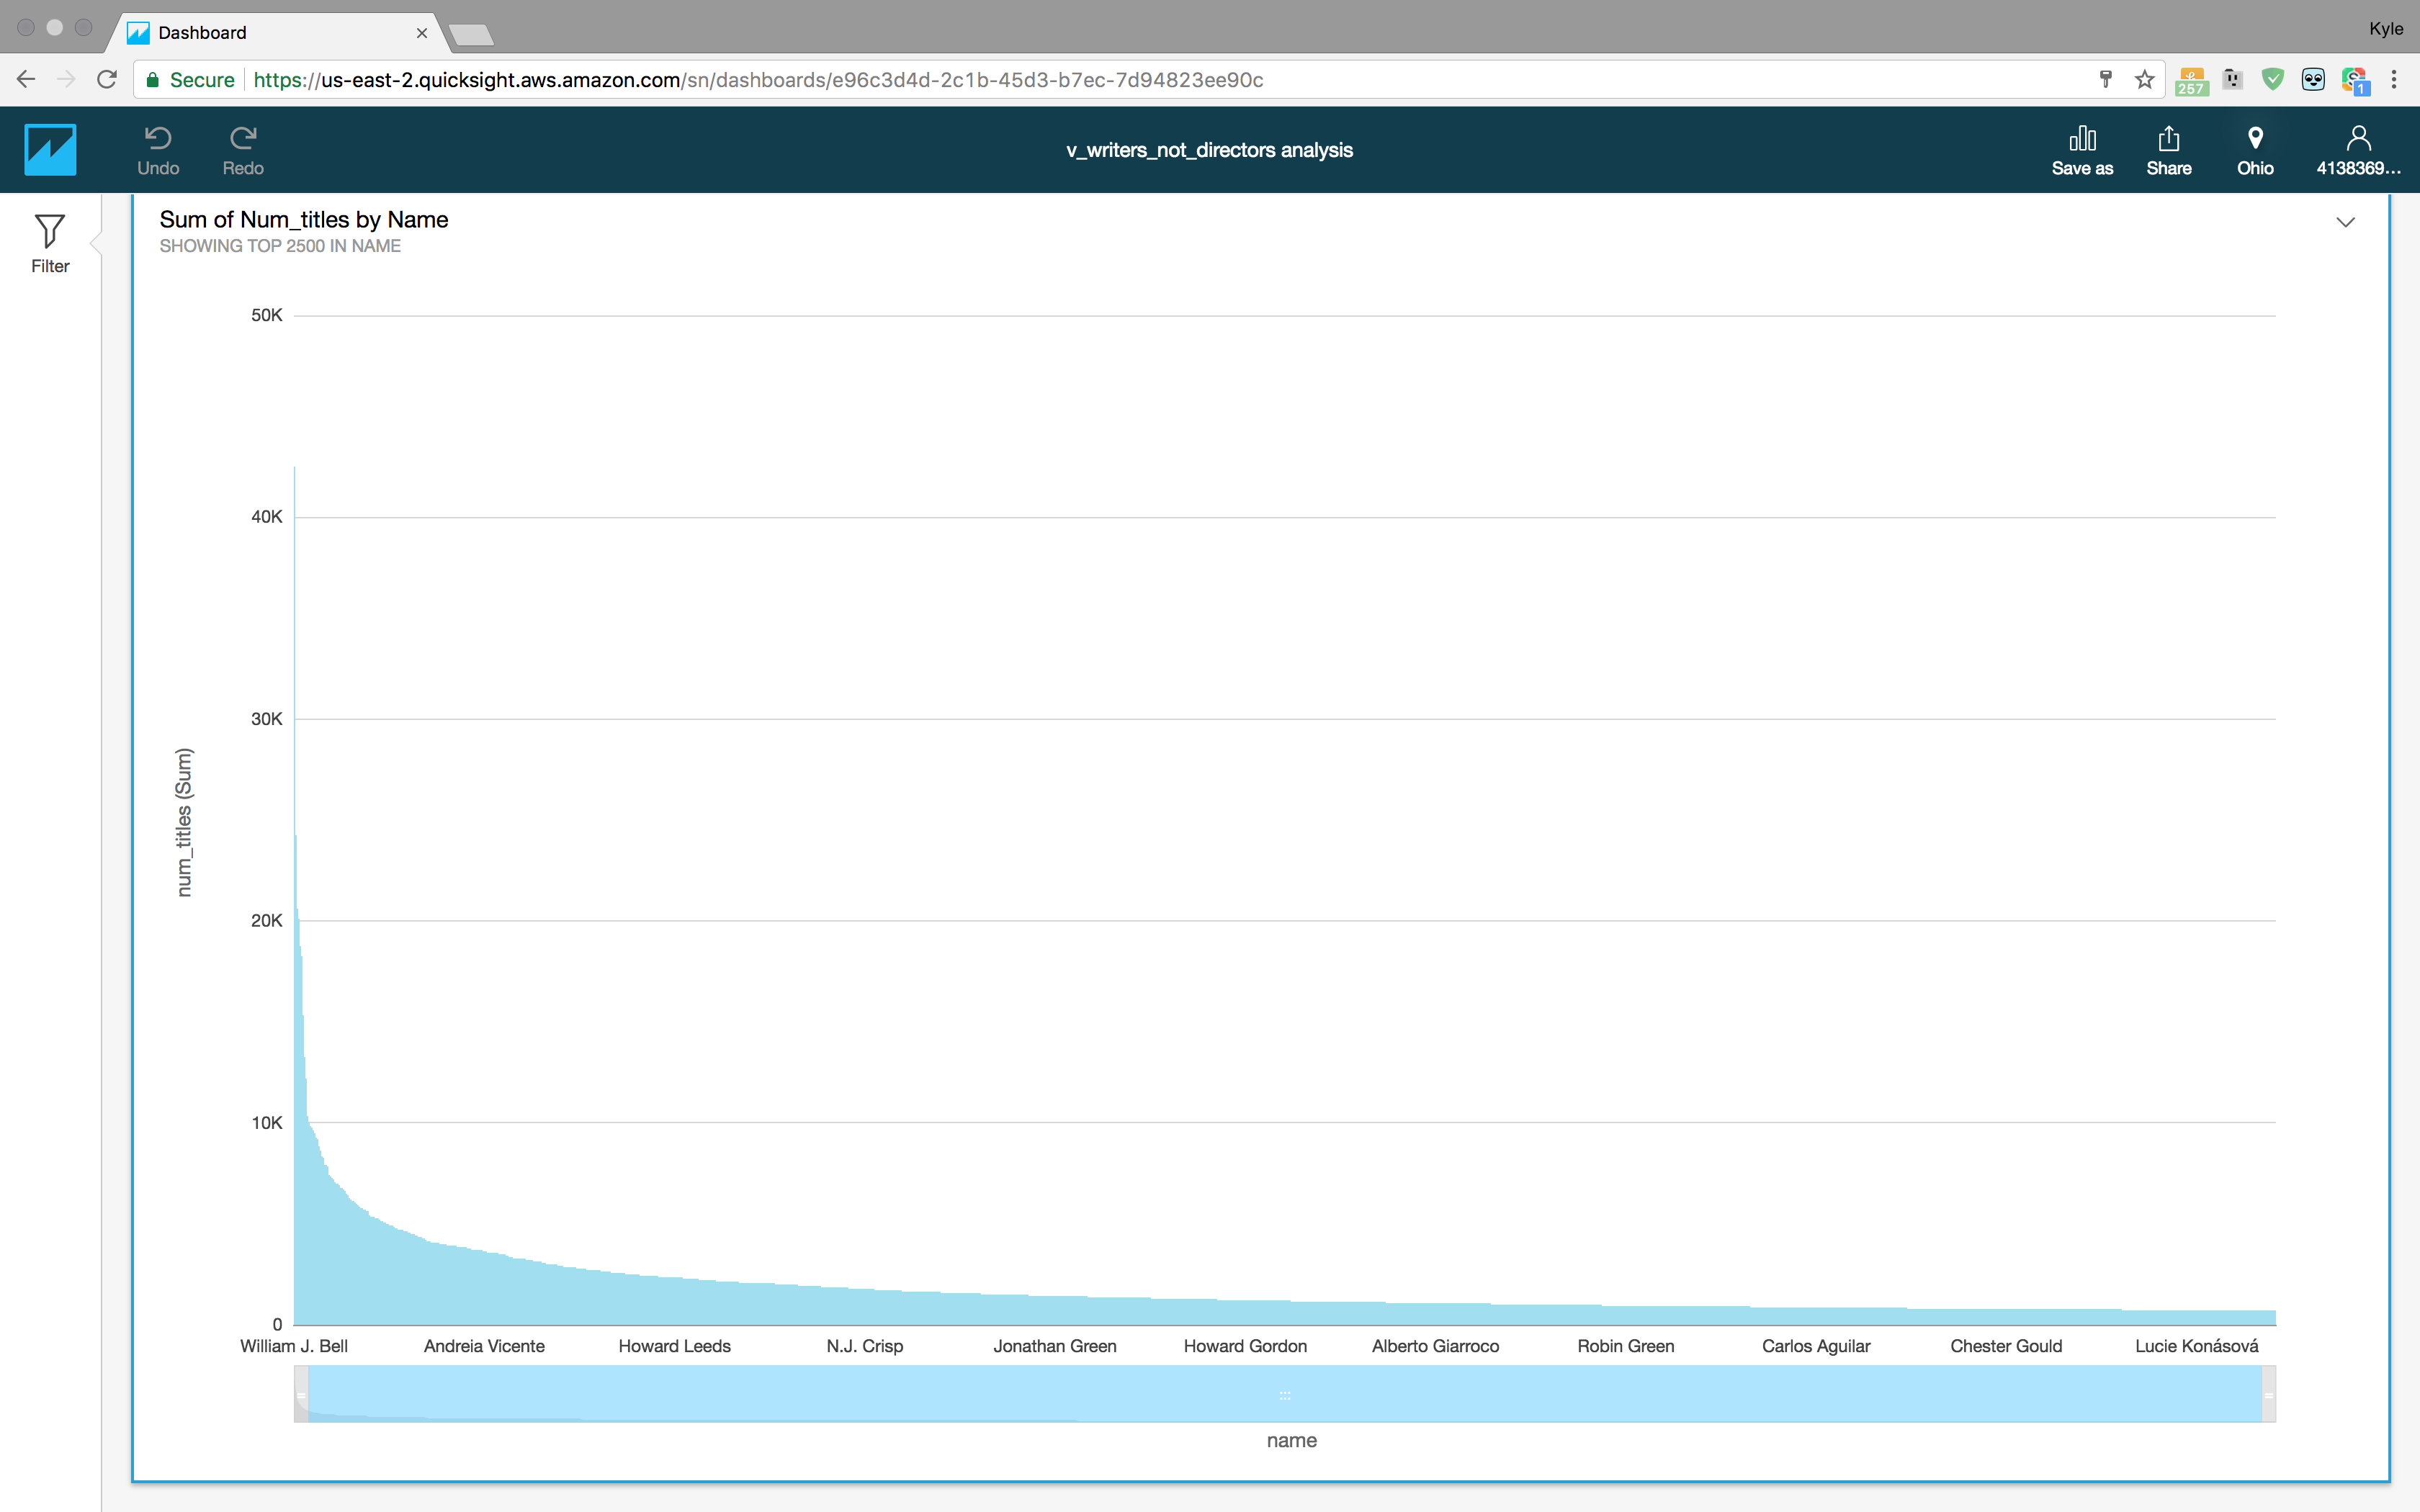 Dashboard
Kyle
Secure
https://us-east-2.quicksight.aws.amazon.com/sn/dashboards/e96c3d4d-2c1b-45d3-b7ec-7d94823ee90c
257
1
Undo
Redo
v_writers_not_directors analysis
Save as
Share
Ohio
4138369...
Filter
Sum of Num_titles by Name
SHOWING TOP 2500 IN NAME
50K
40K
30K
20K
10K
0
num_titles (Sum)
William J. Bell
Andreia Vicente
Howard Leeds
N.J. Crisp
Jonathan Green
Howard Gordon
Alberto Giarroco
Robin Green
Carlos Aguilar
Chester Gould
Lucie Konásová
name